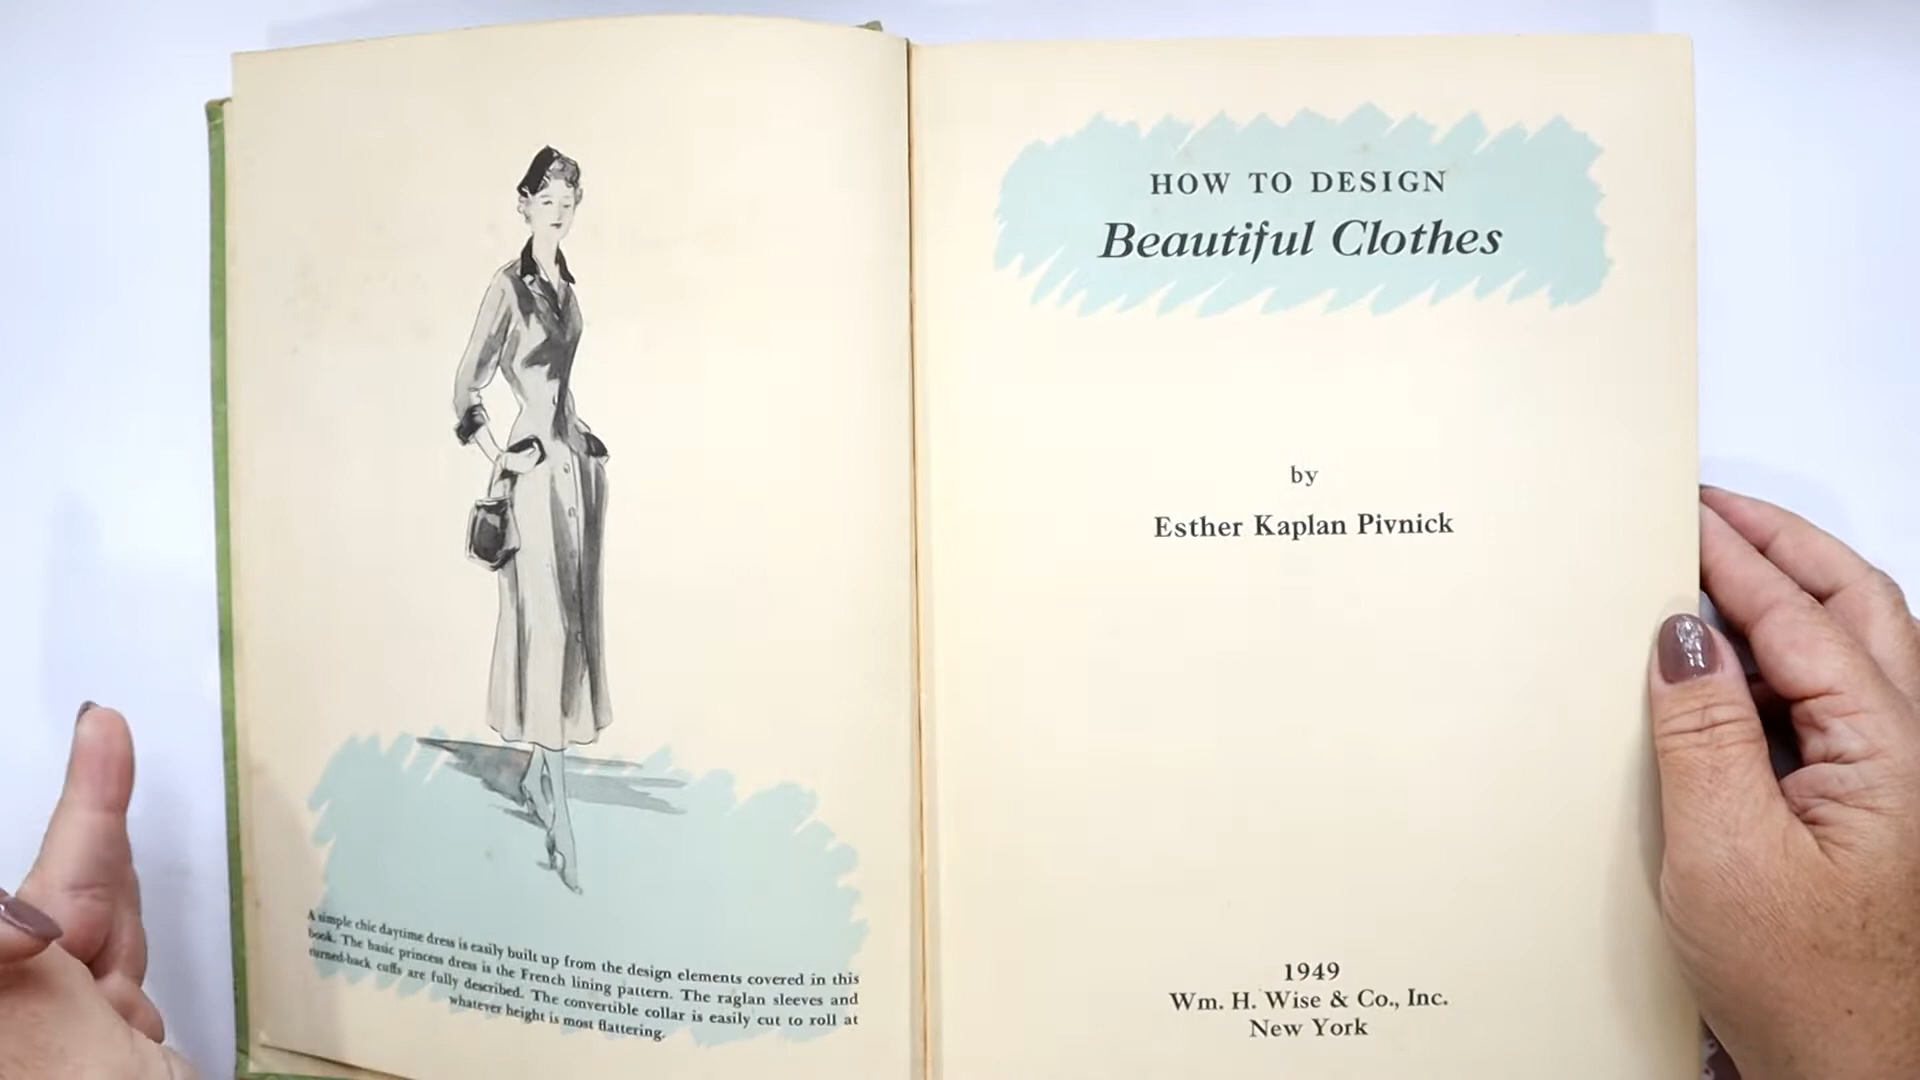 A simple chic daytime dress is easily built up from the design elements covered in this
book. The basic princess dress is the French lining pattern. The raglan sleeves and
turned-back cuffs are fully described. The convertible collar is easily cut to roll at
whatever height is most flattering.
HOW TO DESIGN
Beautiful Clothes
by
Esther Kaplan Pivnick
1949
Wm. H. Wise & Co., Inc.
New York